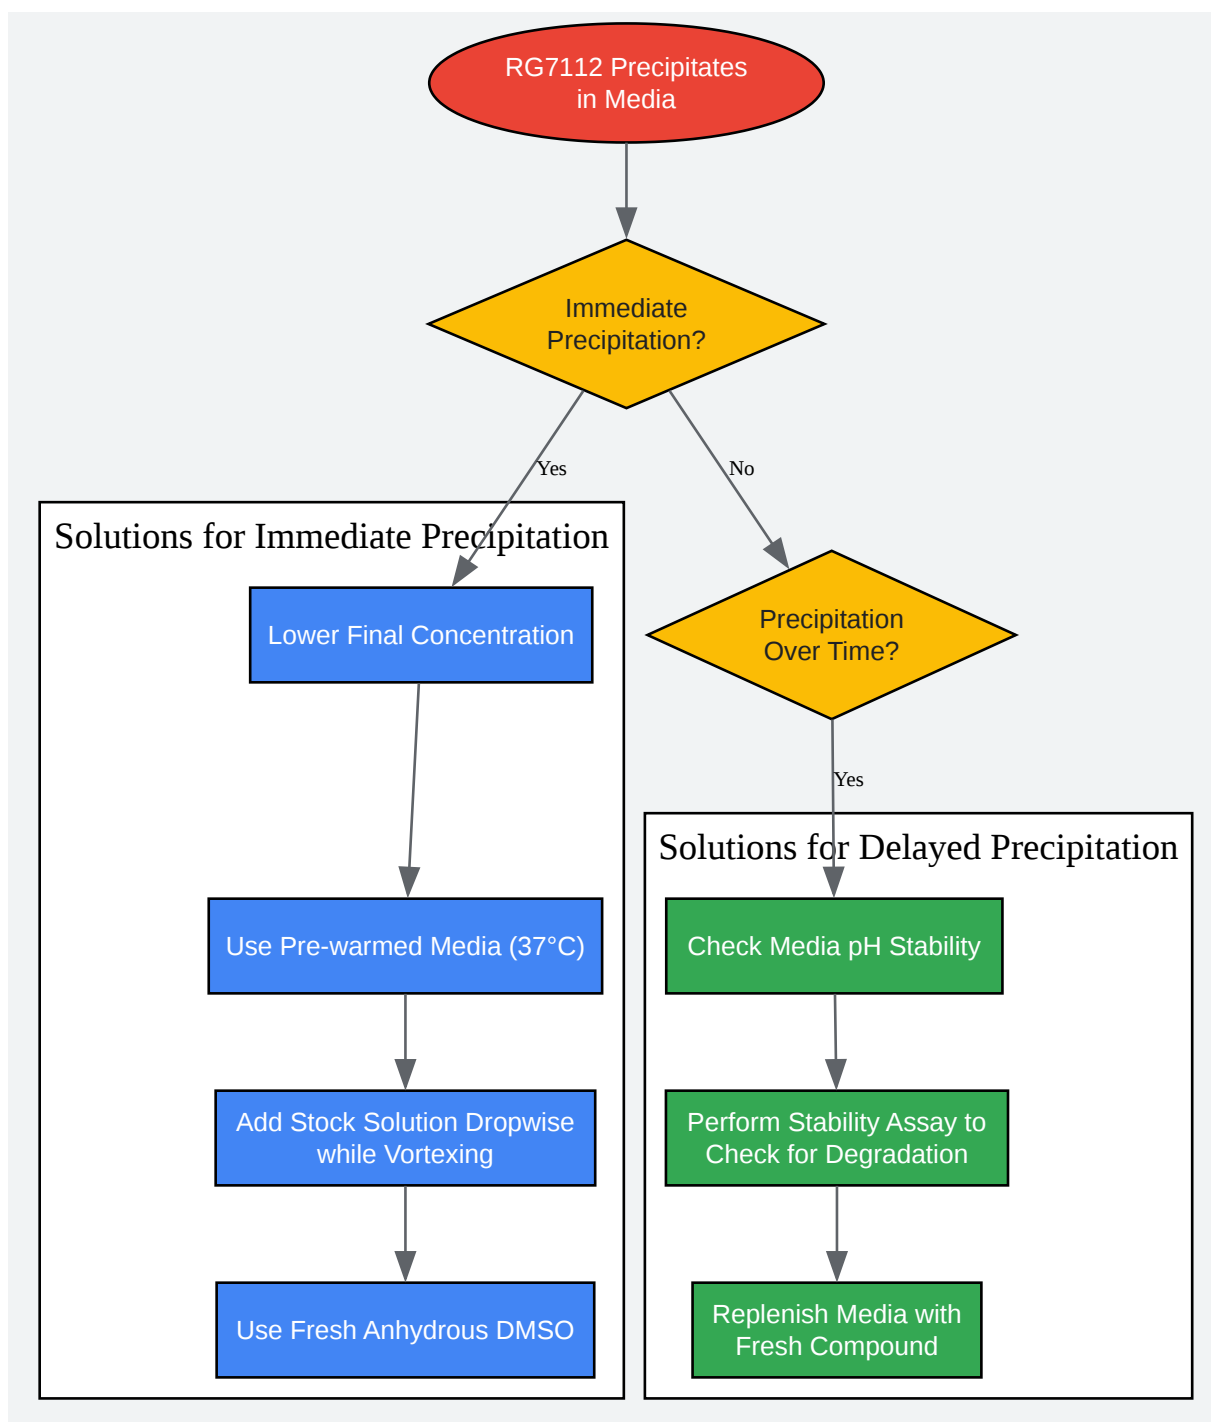 RG7112 Precipitates
in Media
Immediate
Precipitation?
Yes
No
Solutions for Immediate Precipitation
Lower Final Concentration
Precipitation
Over Time?
Yes
Solutions for Delayed Precipitation
Use Pre-warmed Media (37°C)
Check Media pH Stability
Add Stock Solution Dropwise
while Vortexing
Perform Stability Assay to
Check for Degradation
Use Fresh Anhydrous DMSO
Replenish Media with
Fresh Compound